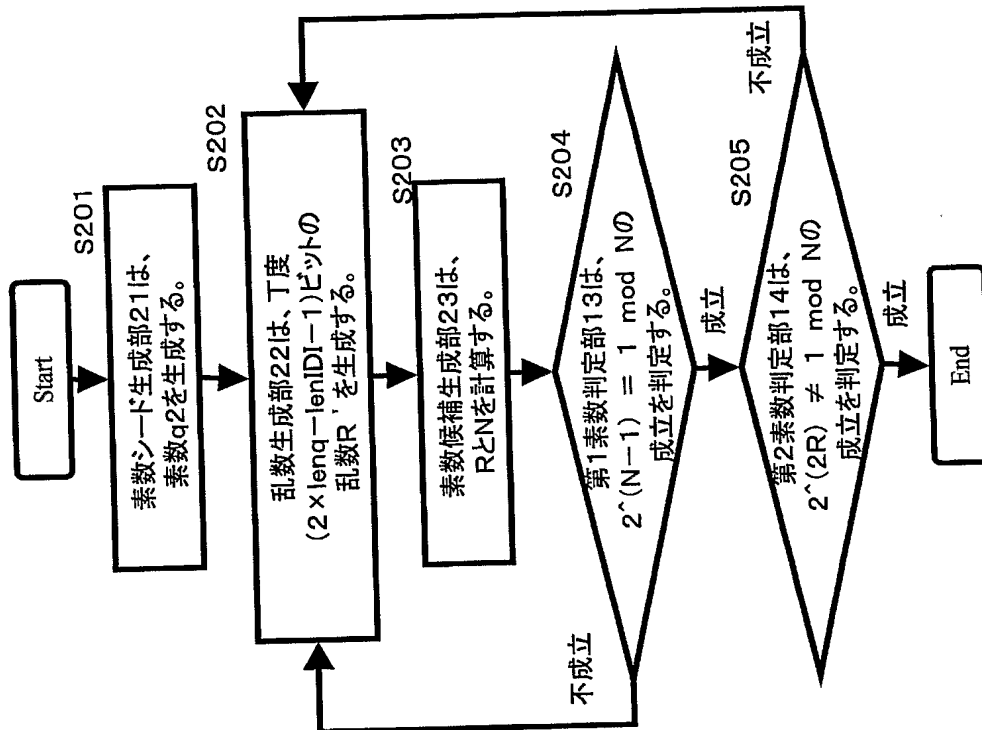 Start
S201
素数シード生成部21は、
素数q2を生成する。
S202
乱数生成部22は、丁度
(2×lenq−lenIDI−1)ビットの
乱数R'を生成する。
S203
素数候補生成部23は、
RとNを計算する。
S204
第1素数判定部13は、
2^(N−1) = 1 mod Nの
成立を判定する。
不成立
成立
S205
第2素数判定部14は、
2^(2R) ≠ 1 mod Nの
成立を判定する。
不成立
成立
End